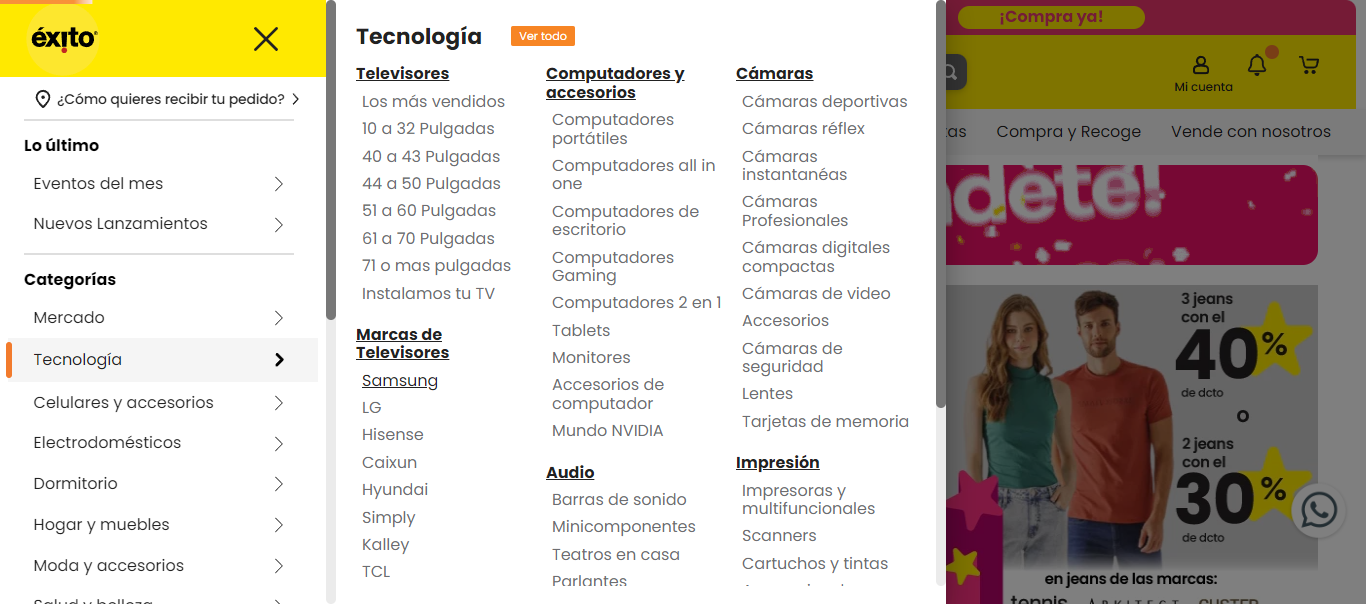 éxito
¿Cómo quieres recibir tu pedido?
Lo último
Eventos del mes
Nuevos Lanzamientos
Categorías
Mercado
Tecnología
Celulares y accesorios
Electrodomésticos
Dormitorio
Hogar y muebles
Moda y accesorios
Salud y belleza
Tecnología
Ver todo
Televisores
Los más vendidos
10 a 32 Pulgadas
40 a 43 Pulgadas
44 a 50 Pulgadas
51 a 60 Pulgadas
61 a 70 Pulgadas
71 o mas pulgadas
Instalamos tu TV
Marcas de
Televisores
Samsung
LG
Hisense
Caixun
Hyundai
Simply
Kalley
TCL
Computadores y
accesorios
Computadores
portátiles
Computadores all in
one
Computadores de
escritorio
Computadores
Gaming
Computadores 2 en 1
Tablets
Monitores
Accesorios de
computador
Mundo NVIDIA
Audio
Barras de sonido
Minicomponentes
Teatros en casa
Parlantes
Cámaras
Cámaras deportivas
Cámaras réflex
Cámaras
instantanéas
Cámaras
Profesionales
Cámaras digitales
compactas
Cámaras de video
Accesorios
Cámaras de
seguridad
Lentes
Tarjetas de memoria
Impresión
Impresoras y
multifuncionales
Scanners
Cartuchos y tintas
¡Compra ya!
Mi cuenta
tas
Compra y Recoge
Vende con nosotros
ndete!
3 jeans
con el
40%
de dcto
o
2 jeans
con el
30%
de dcto
en jeans de las marcas:
tennis ARKITECT CUSTER